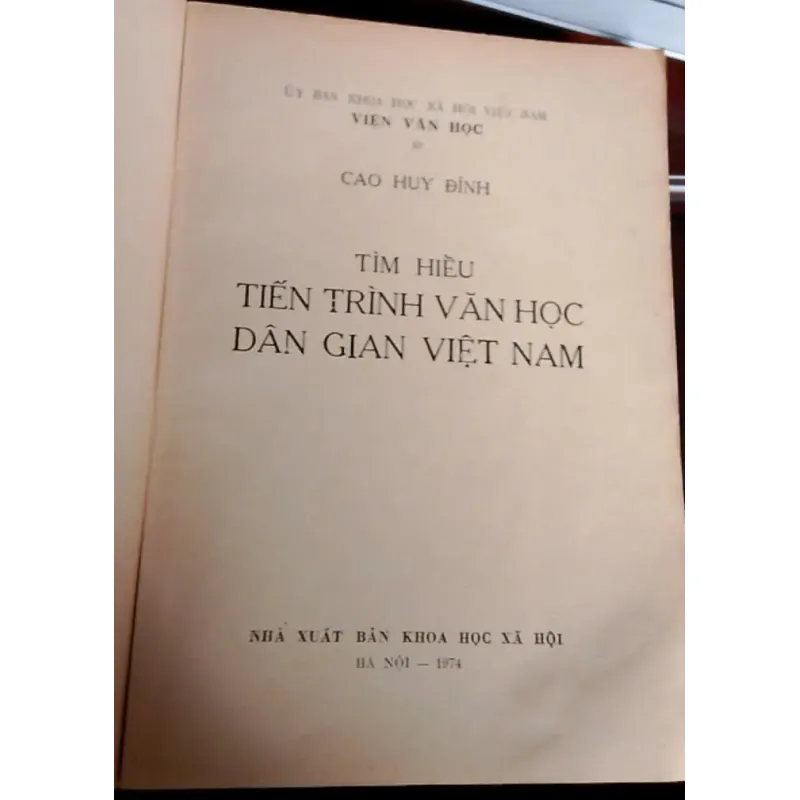 ỦY BAN KHOA HỌC XÃ HỘI VIỆT NAM
VIỆN VĂN HỌC
CAO HUY ĐỈNH
TÌM HIỂU
TIẾN TRÌNH VĂN HỌC
DÂN GIAN VIỆT NAM
NHÀ XUẤT BẢN KHOA HỌC XÃ HỘI
HÀ NỘI — 1974